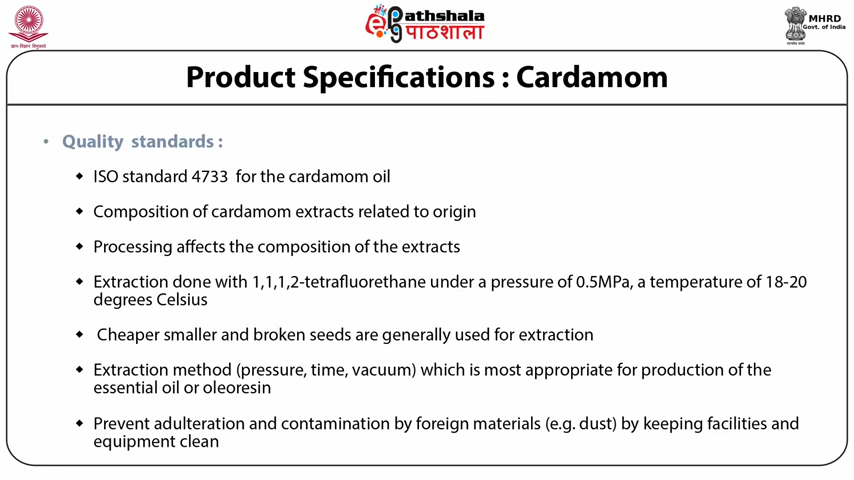 ePathshala
पाठशाला
MHRD
Govt. of India
Product Specifications : Cardamom
• Quality standards :
◆ ISO standard 4733 for the cardamom oil
◆ Composition of cardamom extracts related to origin
◆ Processing affects the composition of the extracts
◆ Extraction done with 1,1,1,2-tetrafluorethane under a pressure of 0.5MPa, a temperature of 18-20
degrees Celsius
◆ Cheaper smaller and broken seeds are generally used for extraction
◆ Extraction method (pressure, time, vacuum) which is most appropriate for production of the
essential oil or oleoresin
◆ Prevent adulteration and contamination by foreign materials (e.g. dust) by keeping facilities and
equipment clean